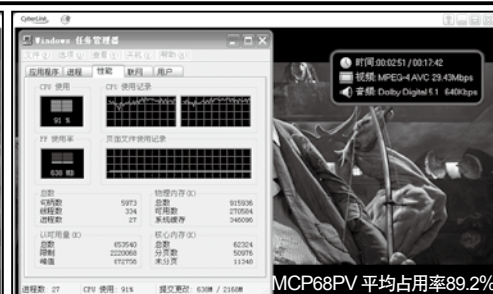 CyberLink.
Windows 任务管理器
文件(F) 选项(O) 查看(V) 关机(U) 帮助(H)
应用程序 进程 性能 联网 用户
CPU 使用 CPU 使用记录
91 %
PF 使用率 页面文件使用记录
638 MB
总数 物理内存(K)
句柄数 5973 总数 915936
线程数 334 可用数 270584
进程数 27 系统缓存 346096
认可用量(K) 核心内存(K)
总数 653540 总数 62324
限制 2220068 分页数 50976
峰值 672756 未分页 11348
进程数: 27 CPU 使用: 91% 提交更改: 638M / 2168M
时间:00:02:51 / 00:17:42
视频: MPEG-4 AVC 29.43Mbps
音频: Dolby Digital 5.1 640Kbps
MCP68PV 平均占用率89.2%